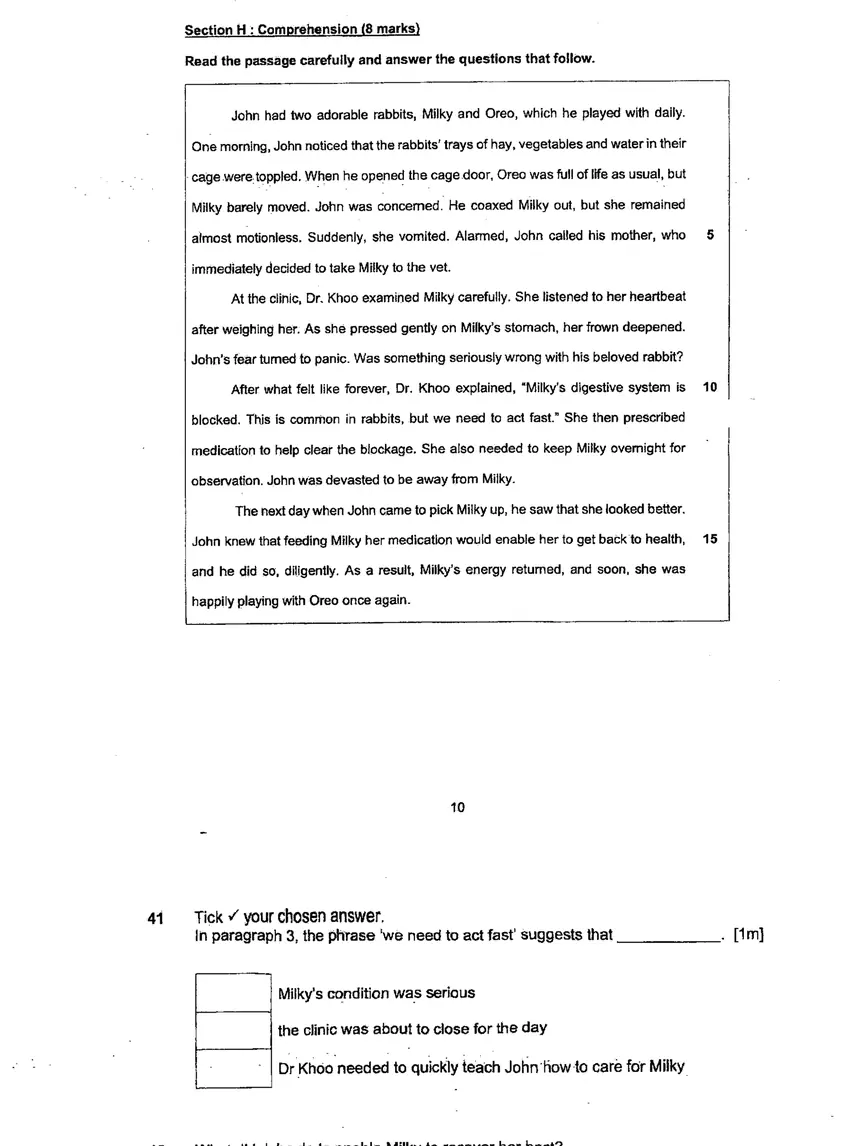 Section H : Comprehension (8 marks)
Read the passage carefully and answer the questions that follow.
John had two adorable rabbits, Milky and Oreo, which he played with daily.
One morning, John noticed that the rabbits' trays of hay, vegetables and water in their
cage were toppled. When he opened the cage door, Oreo was full of life as usual, but
Milky barely moved. John was concerned. He coaxed Milky out, but she remained
almost motionless. Suddenly, she vomited. Alarmed, John called his mother, who 5
immediately decided to take Milky to the vet.
At the clinic, Dr. Khoo examined Milky carefully. She listened to her heartbeat
after weighing her. As she pressed gently on Milky's stomach, her frown deepened.
John's fear turned to panic. Was something seriously wrong with his beloved rabbit?
After what felt like forever, Dr. Khoo explained, "Milky's digestive system is 10
blocked. This is common in rabbits, but we need to act fast." She then prescribed
medication to help clear the blockage. She also needed to keep Milky overnight for
observation. John was devasted to be away from Milky.
The next day when John came to pick Milky up, he saw that she looked better.
John knew that feeding Milky her medication would enable her to get back to health, 15
and he did so, diligently. As a result, Milky's energy returned, and soon, she was
happily playing with Oreo once again.
10
41 Tick ✓ your chosen answer.
In paragraph 3, the phrase 'we need to act fast' suggests that ____________. [1m]
Milky's condition was serious
the clinic was about to close for the day
Dr Khoo needed to quickly teach John how to care for Milky